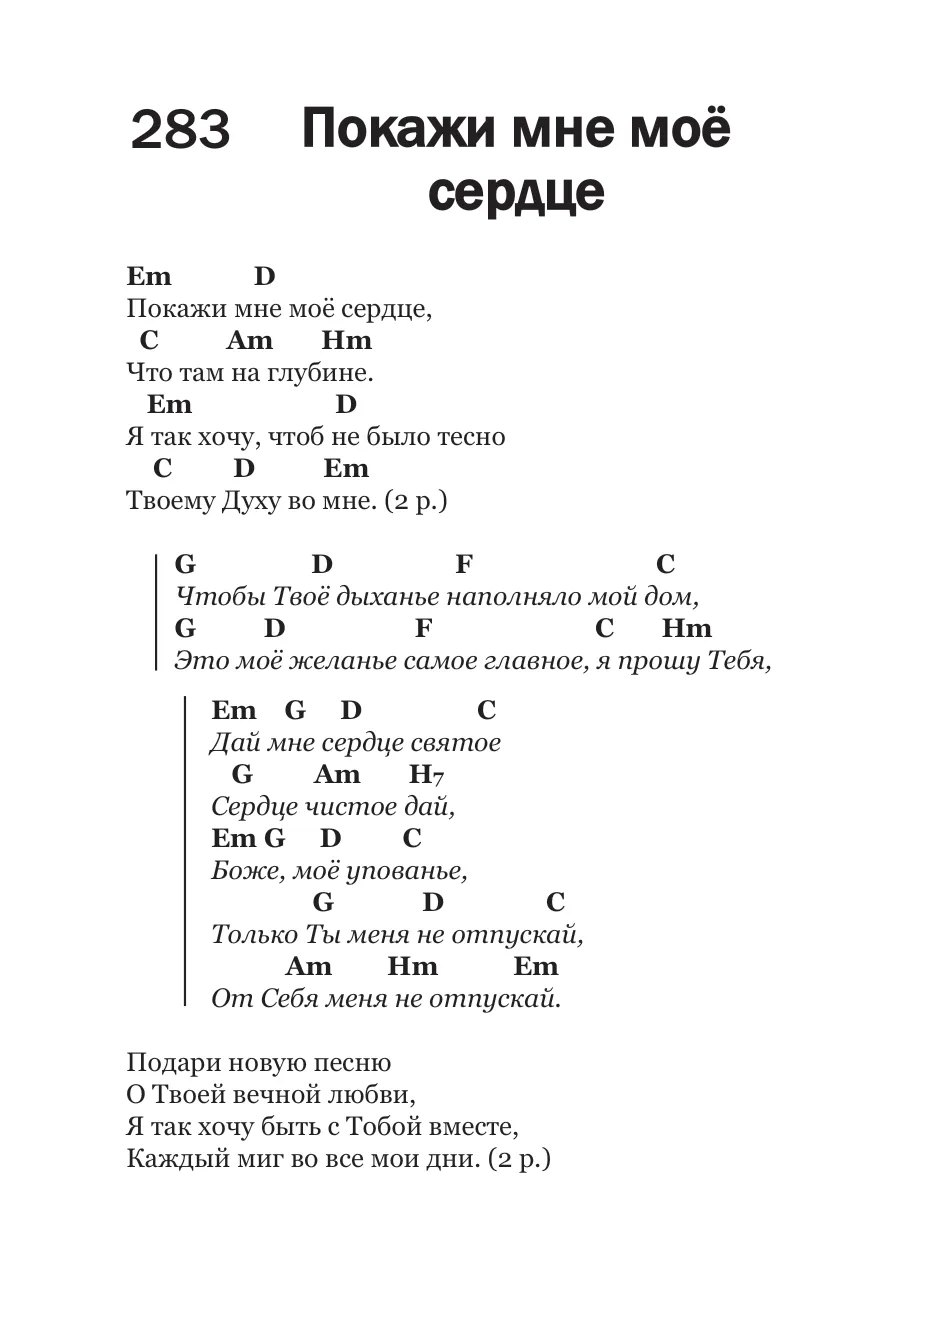 283 Покажи мне моё
сердце
Em D
Покажи мне моё сердце,
C Am Hm
Что там на глубине.
Em D
Я так хочу, чтоб не было тесно
C D Em
Твоему Духу во мне. (2 р.)
G D F C
Чтобы Твоё дыханье наполняло мой дом,
G D F C Hm
Это моё желанье самое главное, я прошу Тебя,
Em G D C
Дай мне сердце святое
G Am H7
Сердце чистое дай,
Em G D C
Боже, моё упованье,
G D C
Только Ты меня не отпускай,
Am Hm Em
От Себя меня не отпускай.
Подари новую песню
О Твоей вечной любви,
Я так хочу быть с Тобой вместе,
Каждый миг во все мои дни. (2 р.)